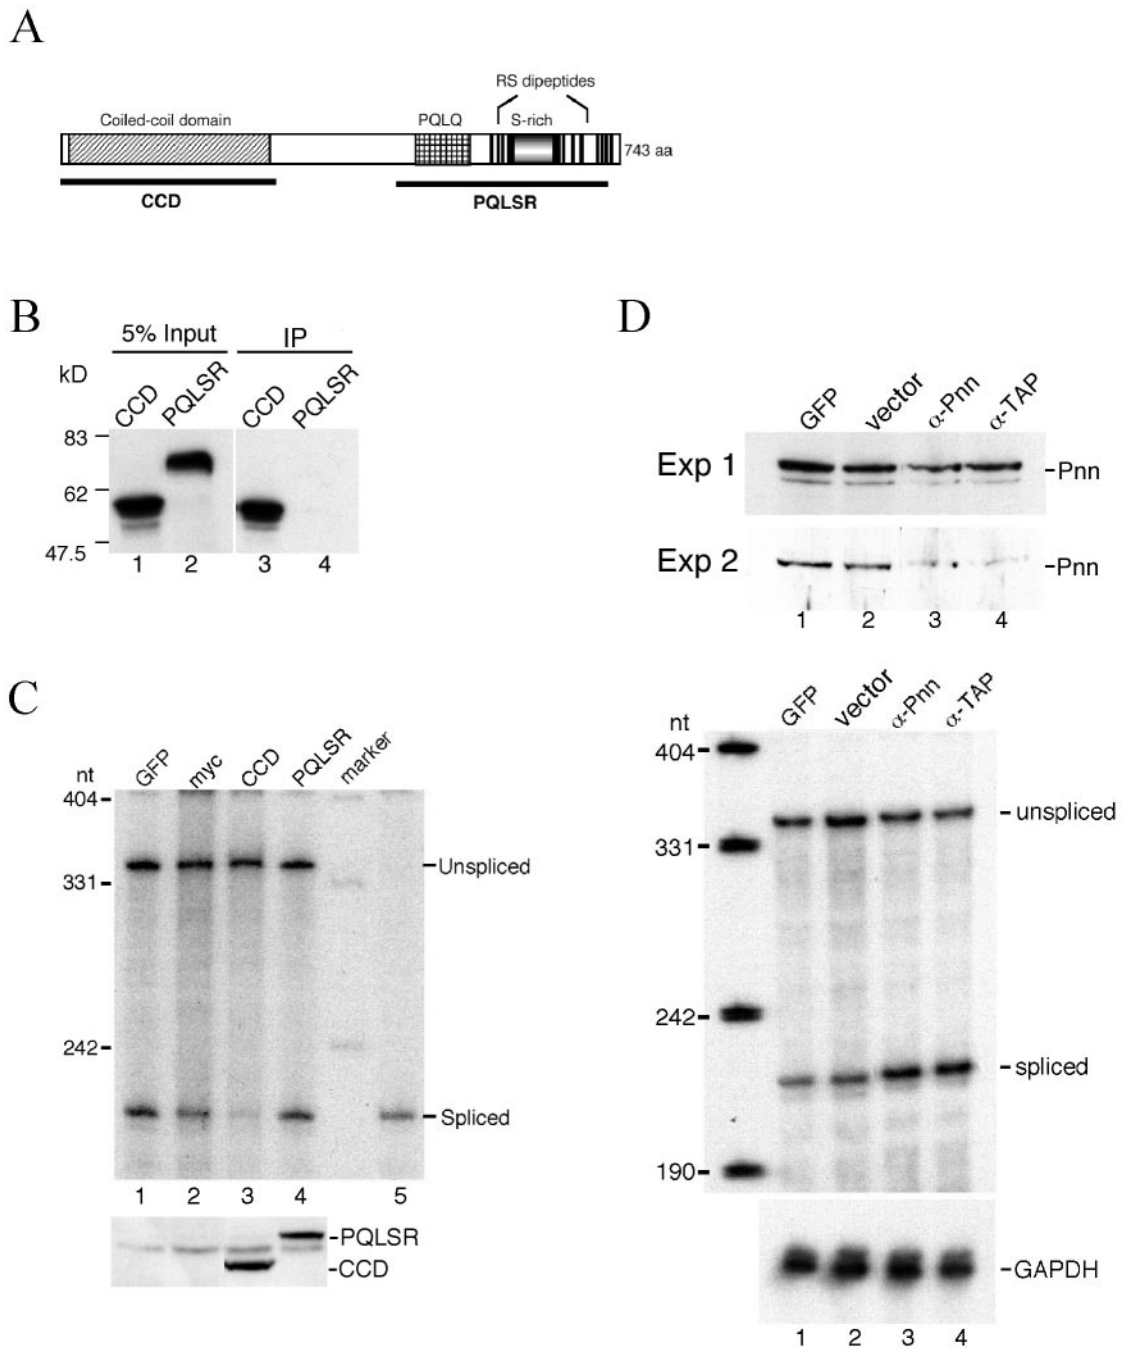 A
RS dipeptides
Coiled-coil domain
PQLQ
S-rich
743 aa
CCD
PQLSR
B
5% Input
IP
kD
CCD
PQLSR
CCD
PQLSR
83
62
47.5
1 2 3 4
C
nt
GFP
myc
CCD
PQLSR
marker
404
Unspliced
331
242
Spliced
1 2 3 4 5
PQLSR
CCD
D
GFP
vector
α-Pnn
α-TAP
Exp 1
Pnn
Exp 2
Pnn
1 2 3 4
nt
GFP
vector
α-Pnn
α-TAP
404
unspliced
331
242
spliced
190
GAPDH
1 2 3 4